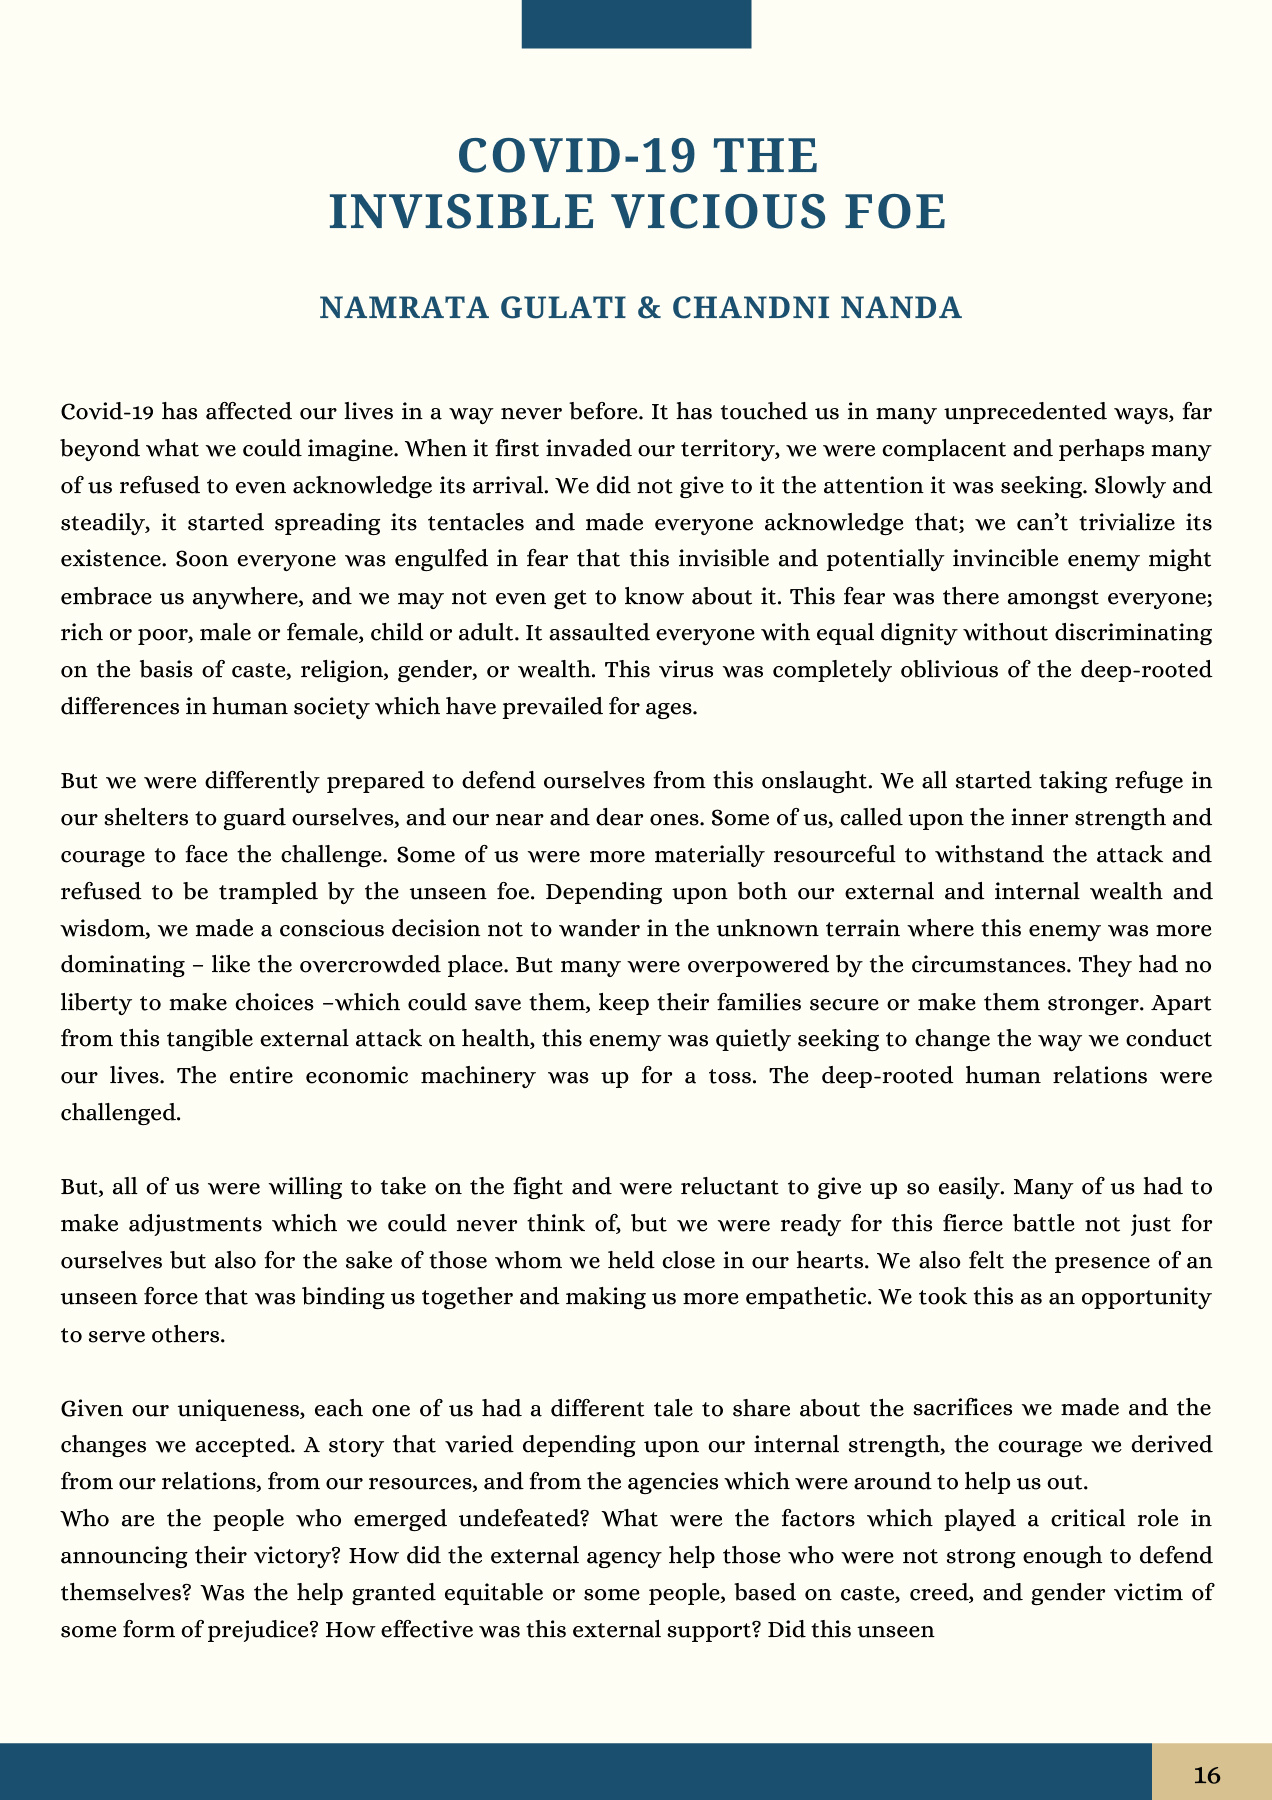 COVID-19 THE
INVISIBLE VICIOUS FOE
NAMRATA GULATI & CHANDNI NANDA
Covid-19 has affected our lives in a way never before. It has touched us in many unprecedented ways, far
beyond what we could imagine. When it first invaded our territory, we were complacent and perhaps many
of us refused to even acknowledge its arrival. We did not give to it the attention it was seeking. Slowly and
steadily, it started spreading its tentacles and made everyone acknowledge that; we can’t trivialize its
existence. Soon everyone was engulfed in fear that this invisible and potentially invincible enemy might
embrace us anywhere, and we may not even get to know about it. This fear was there amongst everyone;
rich or poor, male or female, child or adult. It assaulted everyone with equal dignity without discriminating
on the basis of caste, religion, gender, or wealth. This virus was completely oblivious of the deep-rooted
differences in human society which have prevailed for ages.
But we were differently prepared to defend ourselves from this onslaught. We all started taking refuge in
our shelters to guard ourselves, and our near and dear ones. Some of us, called upon the inner strength and
courage to face the challenge. Some of us were more materially resourceful to withstand the attack and
refused to be trampled by the unseen foe. Depending upon both our external and internal wealth and
wisdom, we made a conscious decision not to wander in the unknown terrain where this enemy was more
dominating – like the overcrowded place. But many were overpowered by the circumstances. They had no
liberty to make choices –which could save them, keep their families secure or make them stronger. Apart
from this tangible external attack on health, this enemy was quietly seeking to change the way we conduct
our lives. The entire economic machinery was up for a toss. The deep-rooted human relations were
challenged.
But, all of us were willing to take on the fight and were reluctant to give up so easily. Many of us had to
make adjustments which we could never think of, but we were ready for this fierce battle not just for
ourselves but also for the sake of those whom we held close in our hearts. We also felt the presence of an
unseen force that was binding us together and making us more empathetic. We took this as an opportunity
to serve others.
Given our uniqueness, each one of us had a different tale to share about the sacrifices we made and the
changes we accepted. A story that varied depending upon our internal strength, the courage we derived
from our relations, from our resources, and from the agencies which were around to help us out.
Who are the people who emerged undefeated? What were the factors which played a critical role in
announcing their victory? How did the external agency help those who were not strong enough to defend
themselves? Was the help granted equitable or some people, based on caste, creed, and gender victim of
some form of prejudice? How effective was this external support? Did this unseen
16